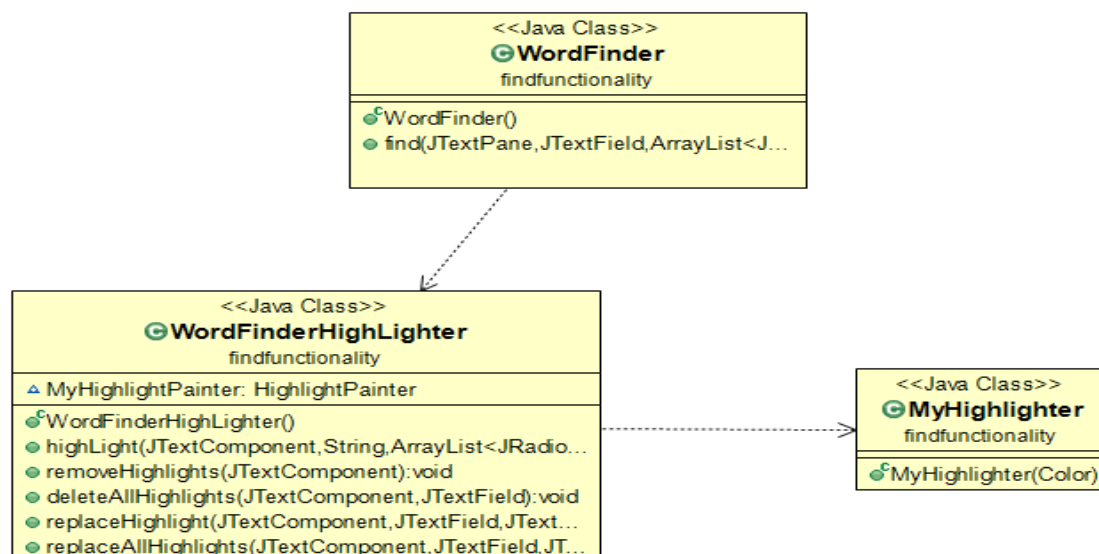 <<Java Class>>
WordFinder
findfunctionality
WordFinder()
find(JTextPane,JTextField,ArrayList<J...
<<Java Class>>
WordFinderHighLighter
findfunctionality
MyHighlightPainter: HighlightPainter
WordFinderHighLighter()
highLight(JTextComponent,String,ArrayList<JRadio...
removeHighlights(JTextComponent):void
deleteAllHighlights(JTextComponent,JTextField):void
replaceHighlight(JTextComponent,JTextField,JText...
replaceAllHighlights(JTextComponent,JTextField,JT...
<<Java Class>>
MyHighlighter
findfunctionality
MyHighlighter(Color)